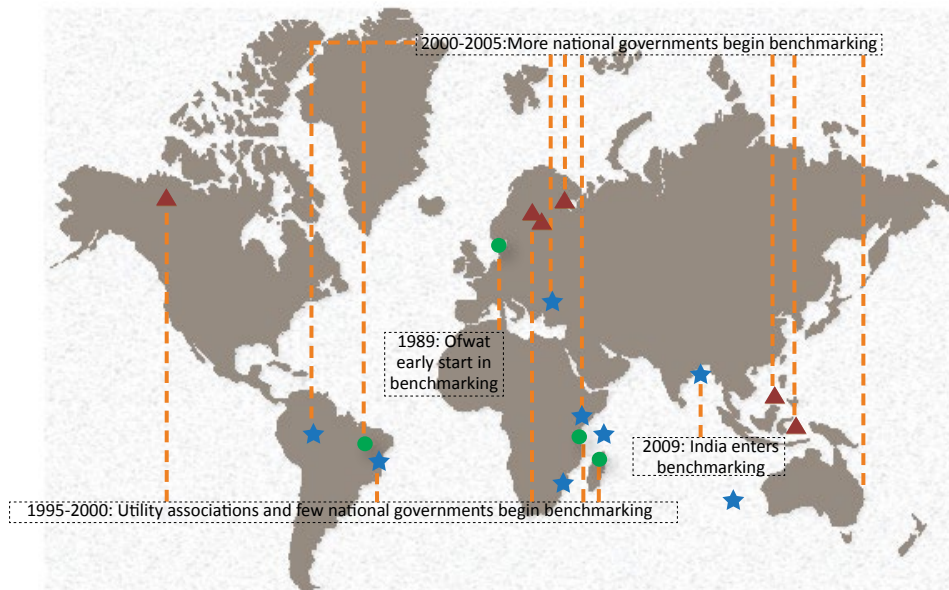 2000-2005:More national governments begin benchmarking
1989: Ofwat
early start in
benchmarking
2009: India enters
benchmarking
1995-2000: Utility associations and few national governments begin benchmarking